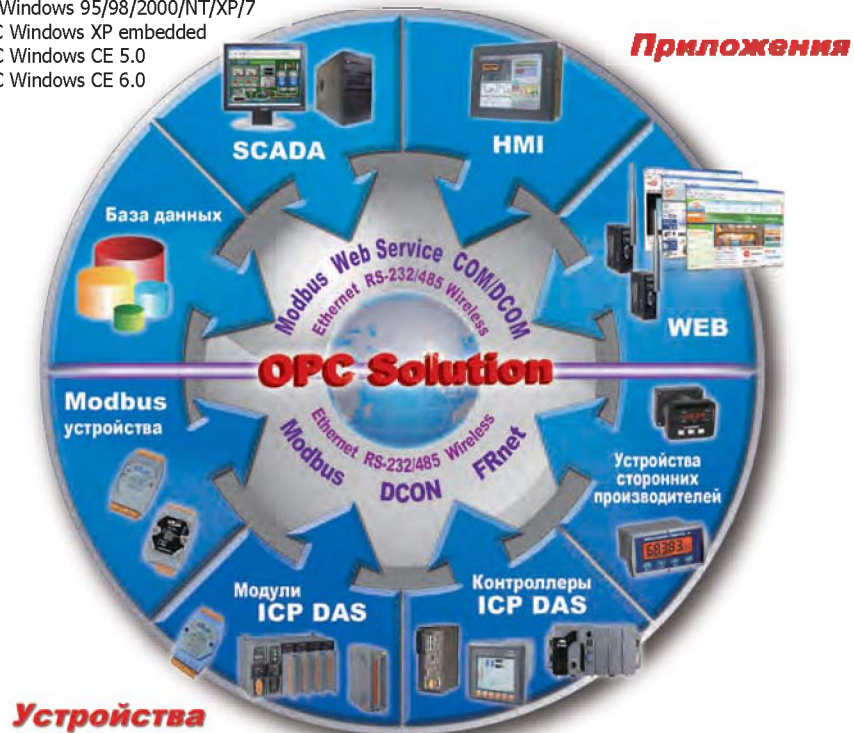 Windows 95/98/2000/NT/XP/7
C Windows XP embedded
C Windows CE 5.0
C Windows CE 6.0
Приложения
SCADA
HMI
База данных
WEB
Modbus Web Service COM/DCOM
Ethernet RS-232/485 Wireless
OPC Solution
Ethernet RS-232/485 Wireless
Modbus DCON FRnet
Modbus
устройства
Устройства
сторонних
производителей
68383
Модули
ICP DAS
Контроллеры
ICP DAS
Устройства